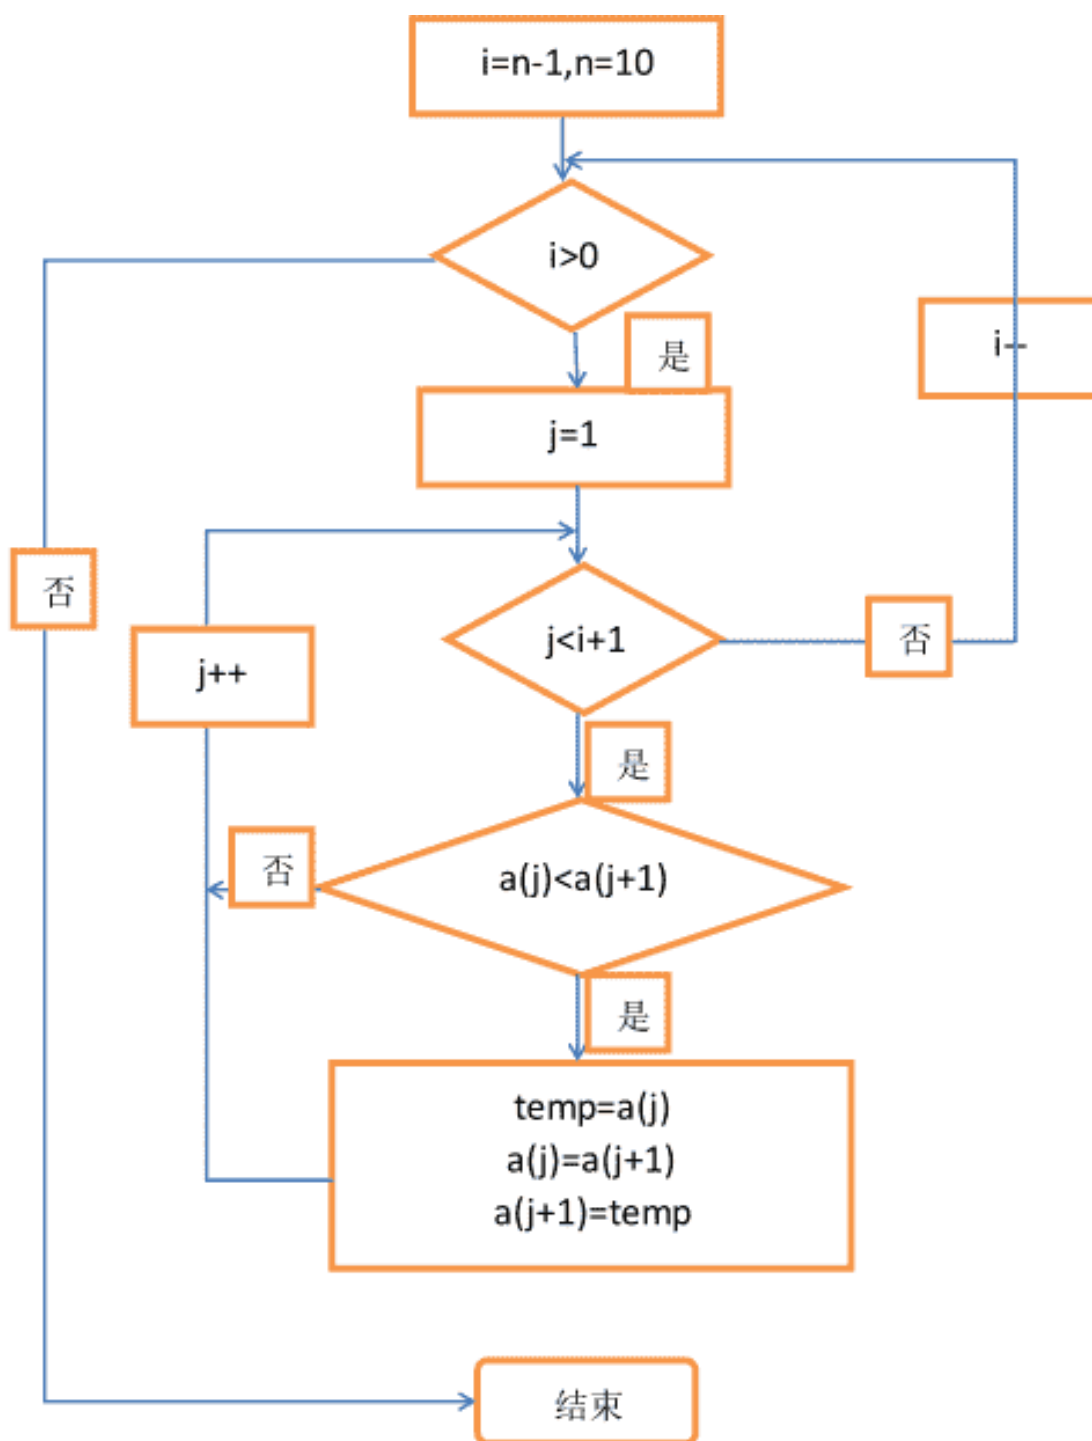 i=n-1,n=10
i>0
是
i--
j=1
否
j<i+1
否
j++
是
a(j)<a(j+1)
否
是
temp=a(j)
a(j)=a(j+1)
a(j+1)=temp
结束